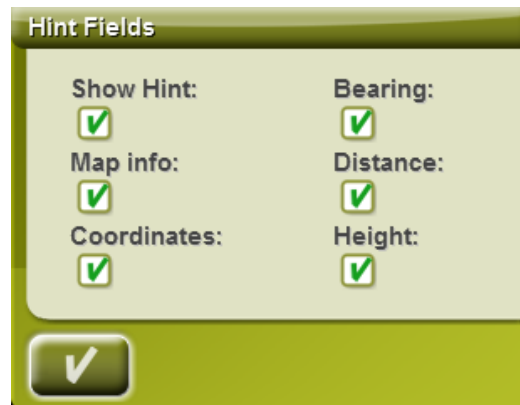 Hint Fields
Show Hint: Bearing:
Map info: Distance:
Coordinates: Height: